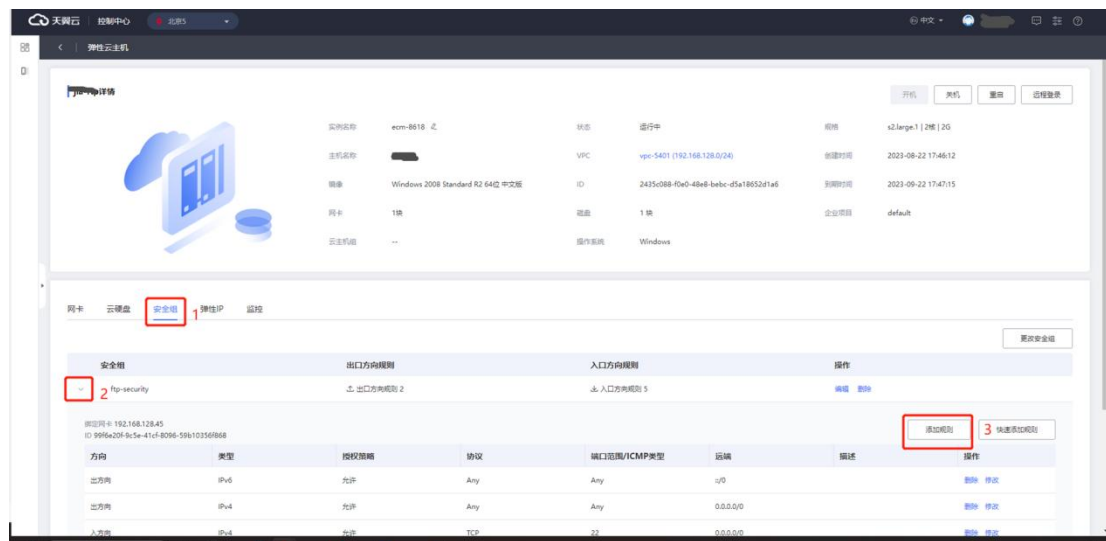 天翼云 控制中心 北京5 中文
弹性云主机
详情 开机 关机 重启 远程登录
实例名称 ecm-8618 状态 运行中 规格 s2.large.1 | 2核 | 2G
主机名称 VPC vpc-5401 (192.168.128.0/24) 创建时间 2023-08-22 17:46:12
镜像 Windows 2008 Standard R2 64位 中文版 ID 2435c088-f0e0-48e8-bebc-d5a18652d1a6 到期时间 2023-09-22 17:47:15
网卡 1块 磁盘 1 块 企业项目 default
云主机组 -- 操作系统 Windows
网卡 云硬盘 安全组 1 弹性IP 监控
更改安全组
安全组 出口方向规则 入口方向规则 操作
2 ftp-security 出口方向规则 2 入口方向规则 5 编辑 删除
绑定网卡 192.168.128.45 添加规则 3 快速添加规则
ID 99f6e20f-9c5e-41cf-8096-59b10356f868
方向 类型 授权策略 协议 端口范围/ICMP类型 远端 描述 操作
出方向 IPv6 允许 Any Any ::/0 删除 修改
出方向 IPv4 允许 Any Any 0.0.0.0/0 删除 修改
入方向 IPv4 允许 TCP 22 0.0.0.0/0 删除 修改